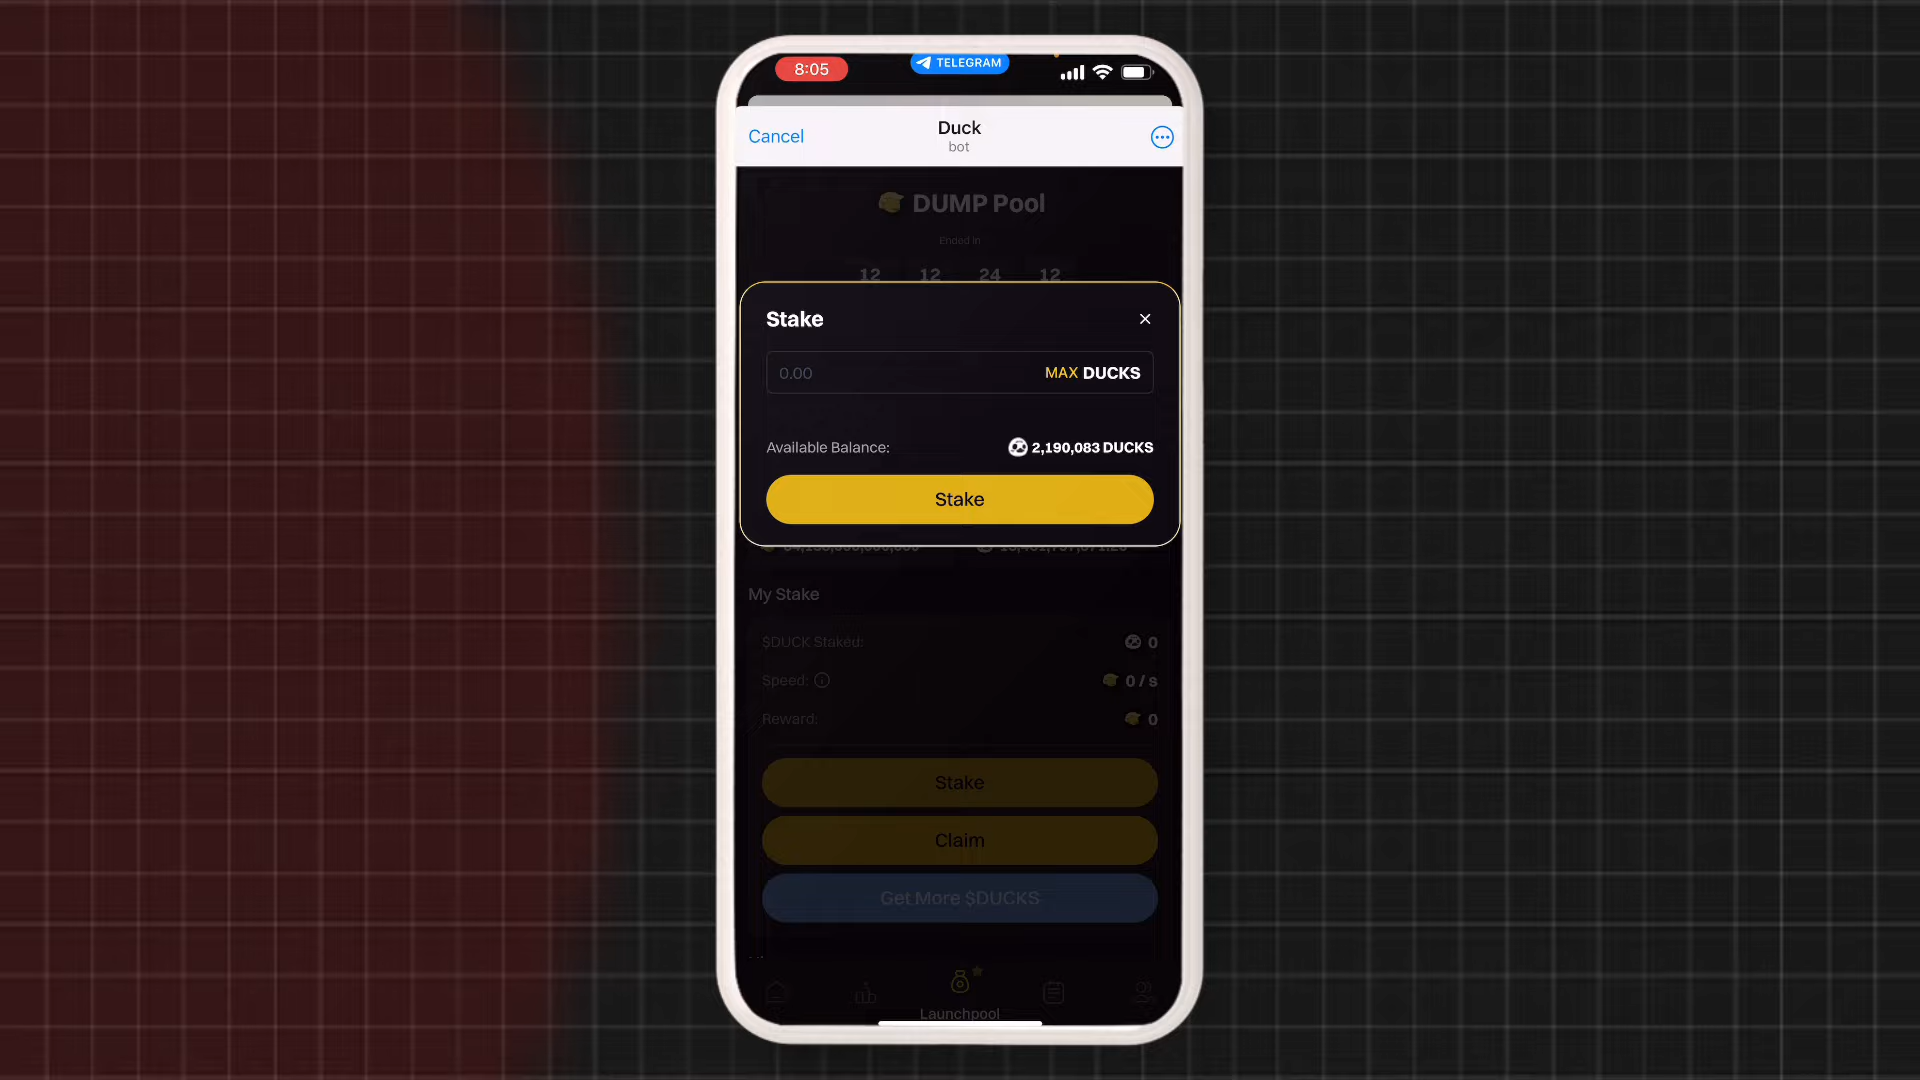 8:05
TELEGRAM
Cancel
Duck
bot
DUMP Pool
Ended In
12 12 24 12
Stake
0.00 MAX DUCKS
Available Balance: 2,190,083 DUCKS
Stake
My Stake
$DUCK Staked: 0
Speed: 0 / s
Reward: 0
Stake
Claim
Get More $DUCKS
Launchpool